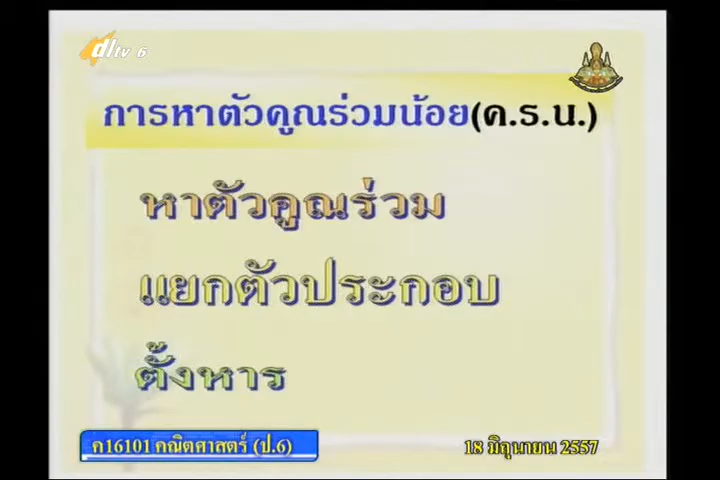 dltv 6
การหาตัวคูณร่วมน้อย(ค.ร.น.)
หาตัวคูณร่วม
แยกตัวประกอบ
ตั้งหาร
ค16101 คณิตศาสตร์ (ป.6)
18 มิถุนายน 2557